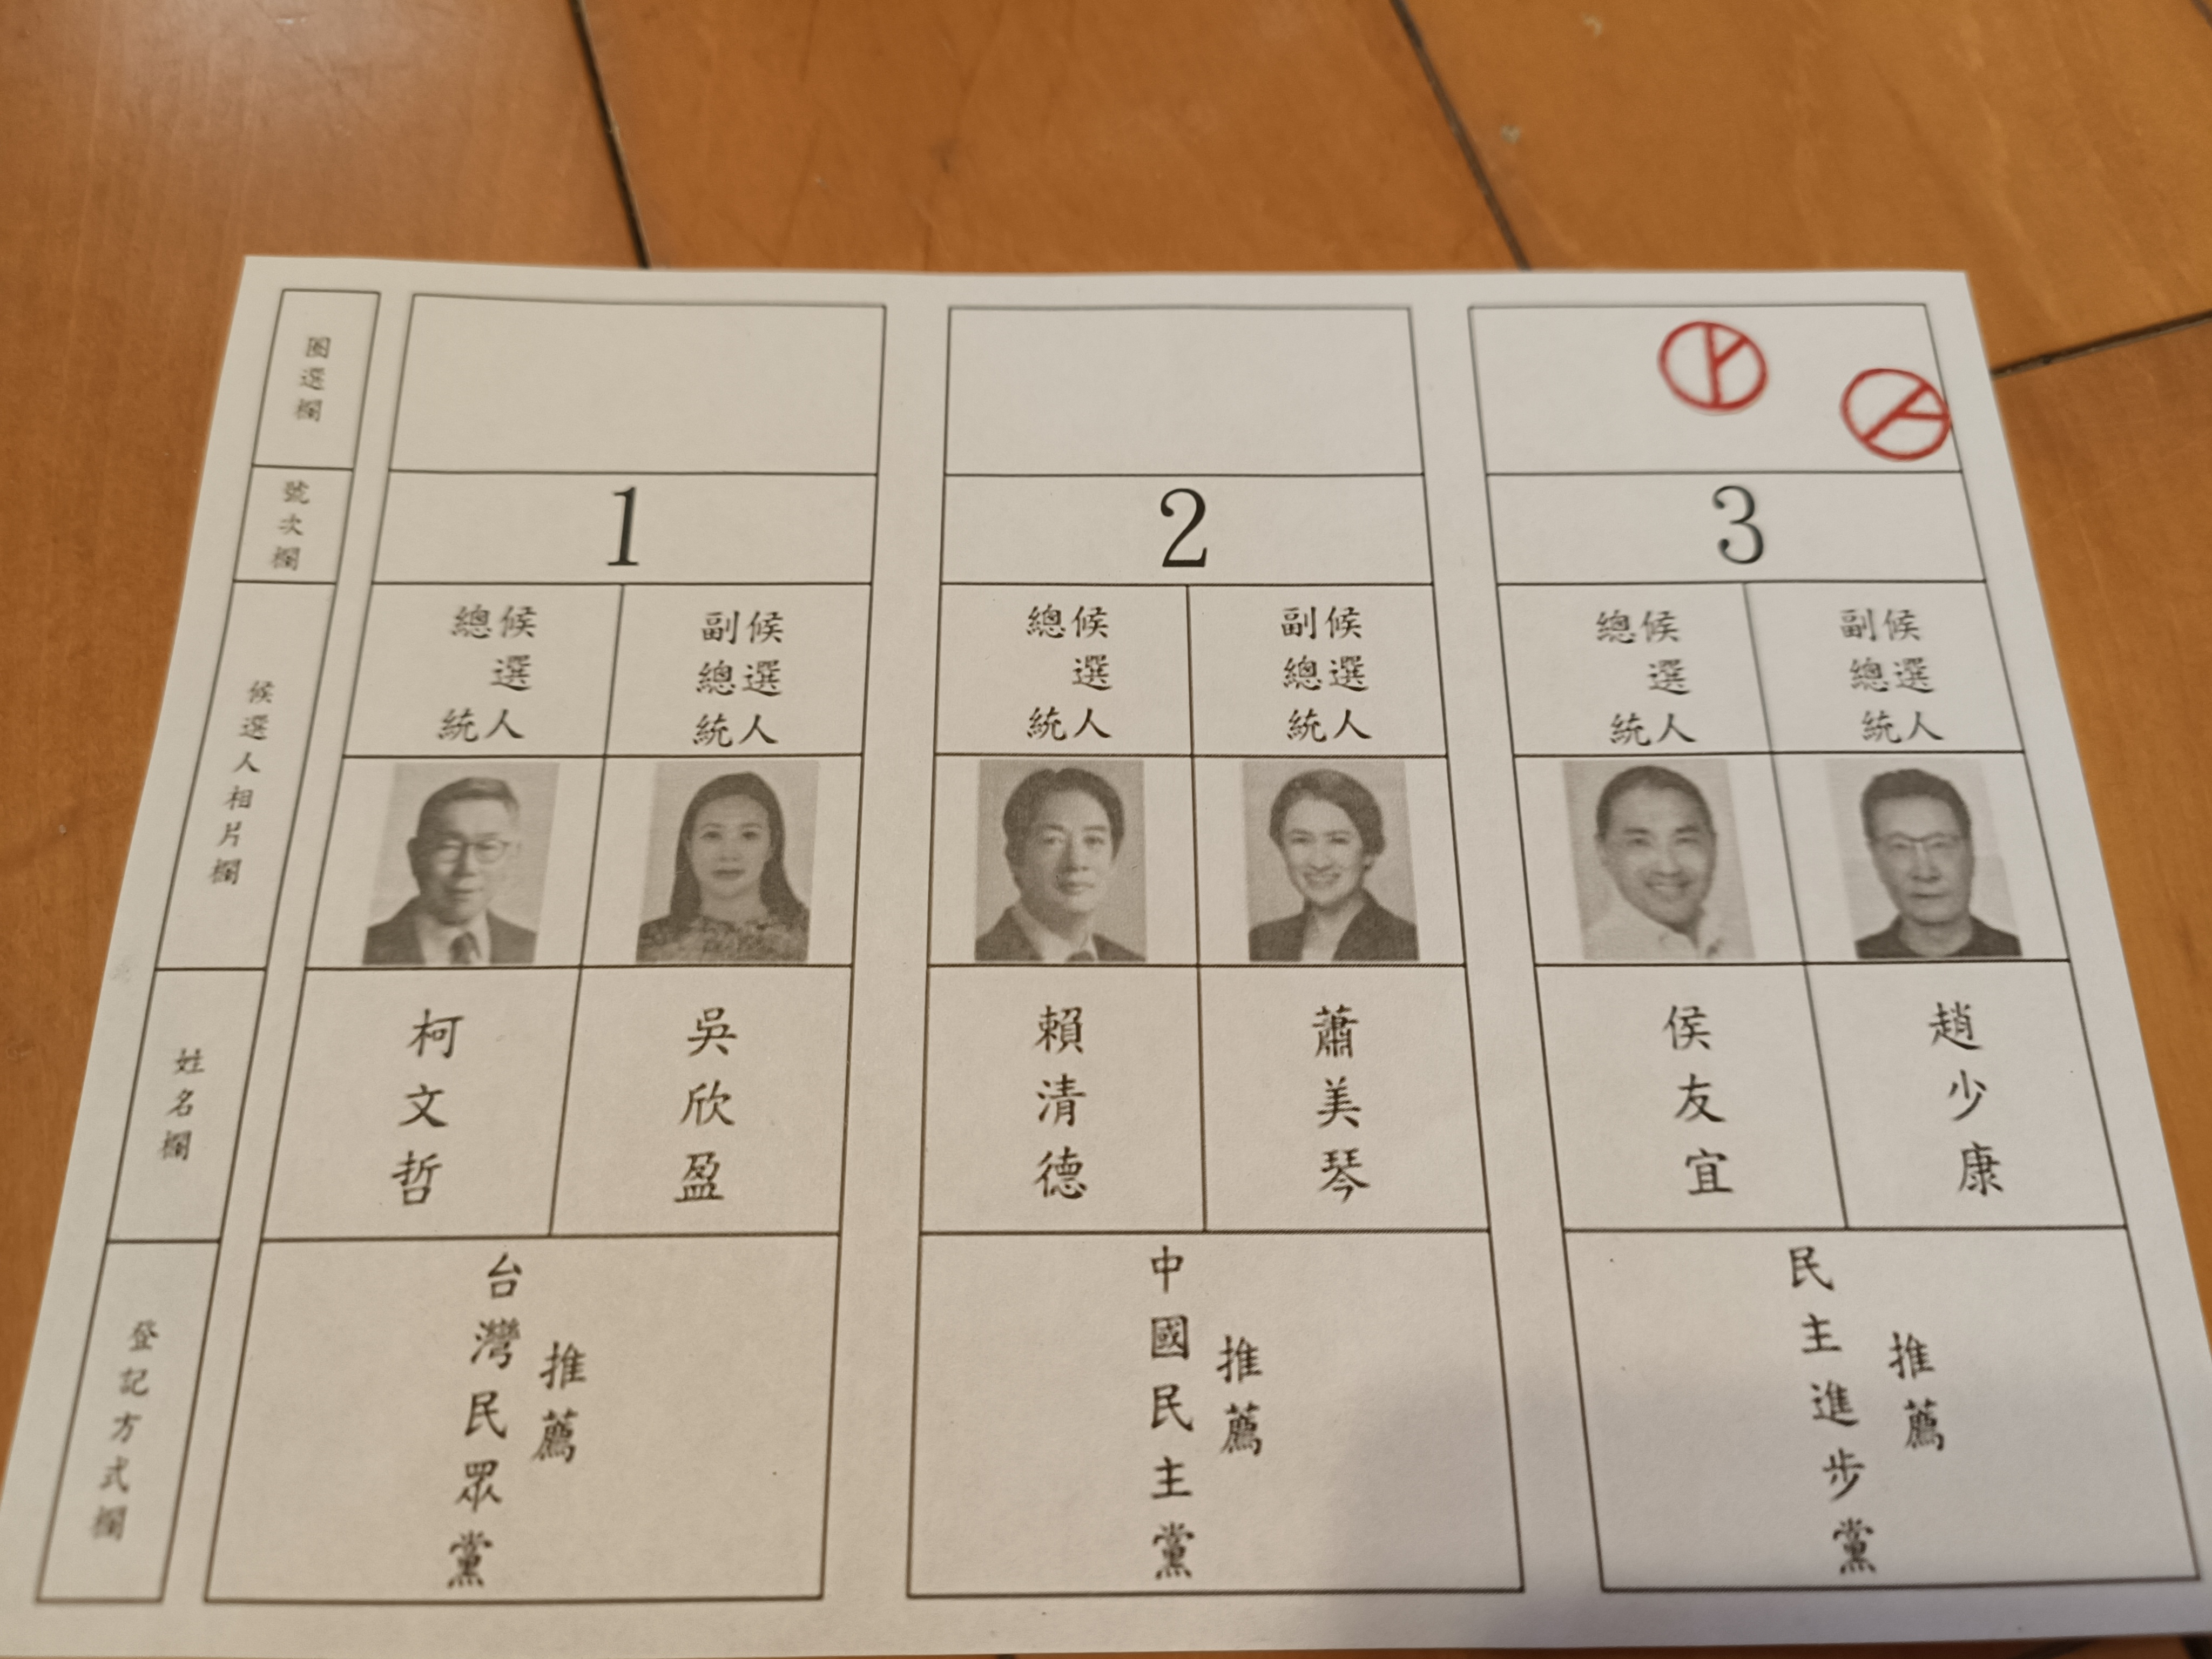 圈選欄
號次欄
候選人相片欄
姓名欄
登記方式欄
1
總統
候選人
副總統
候選人
柯文哲
吳欣盈
台灣民眾黨
推薦
2
總統
候選人
副總統
候選人
賴清德
蕭美琴
中國民主黨
推薦
3
總統
候選人
副總統
候選人
侯友宜
趙少康
民主進步黨
推薦